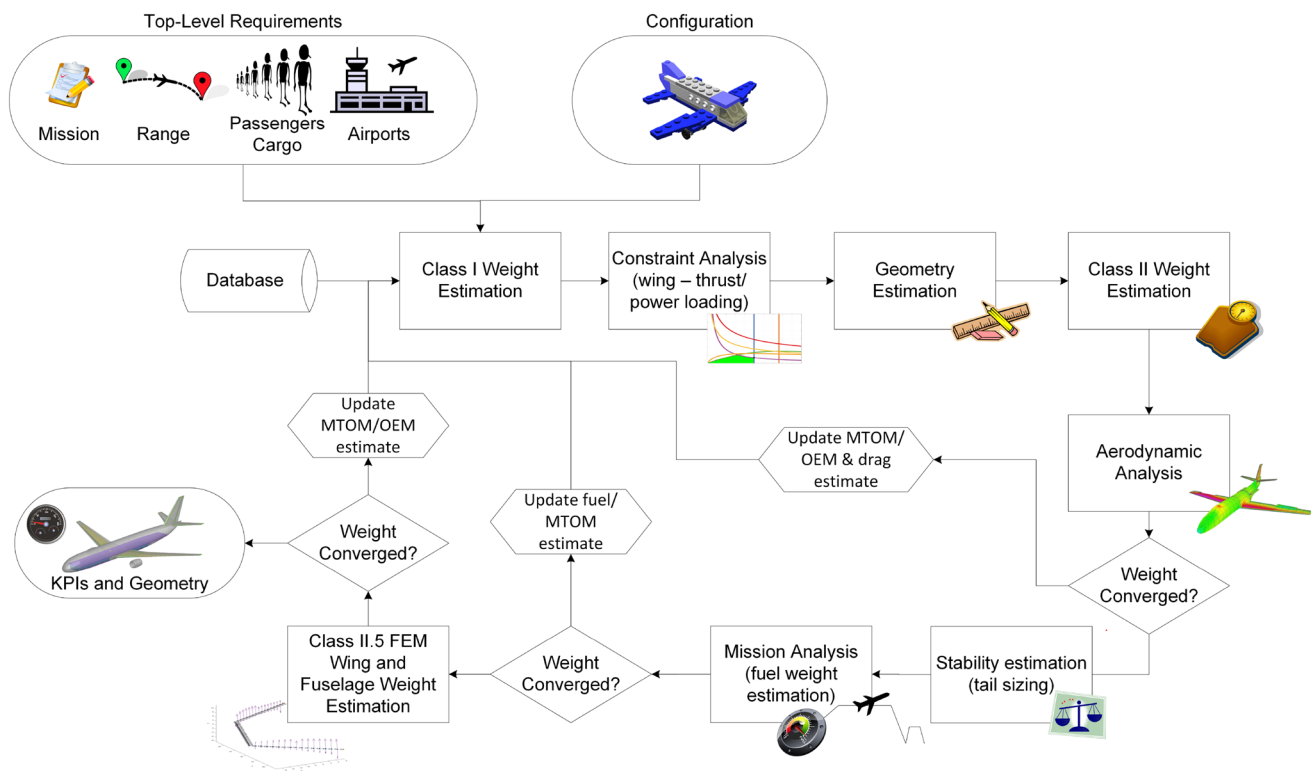 Top-Level Requirements
Configuration
Mission
Range
Passengers
Cargo
Airports
Database
Class I Weight
Estimation
Constraint Analysis
(wing – thrust/
power loading)
Geometry
Estimation
Class II Weight
Estimation
Update
MTOM/OEM
estimate
Update MTOM/
OEM & drag
estimate
Aerodynamic
Analysis
Update fuel/
MTOM
estimate
Weight
Converged?
KPIs and Geometry
Weight
Converged?
Class II.5 FEM
Wing and
Fuselage Weight
Estimation
Weight
Converged?
Mission Analysis
(fuel weight
estimation)
Stability estimation
(tail sizing)